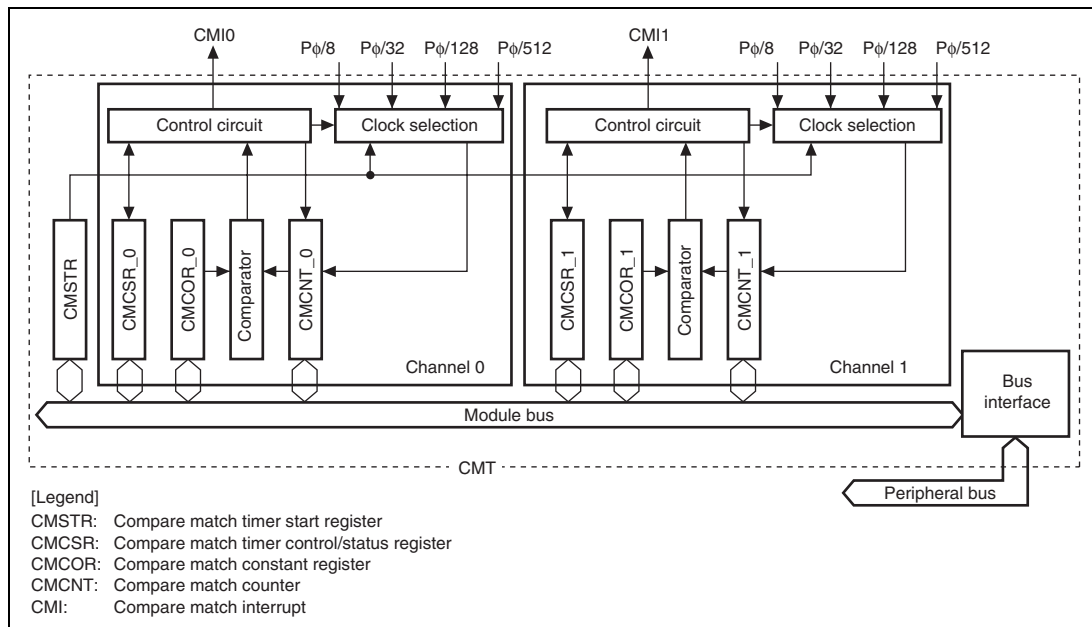 CMI0 Pϕ/8 Pϕ/32 Pϕ/128 Pϕ/512 CMI1 Pϕ/8 Pϕ/32 Pϕ/128 Pϕ/512
Control circuit Clock selection Control circuit Clock selection
CMSTR
CMCSR_0
CMCOR_0
Comparator
CMCNT_0
Channel 0
CMCSR_1
CMCOR_1
Comparator
CMCNT_1
Channel 1
Bus
interface
Module bus
CMT
Peripheral bus
[Legend]
CMSTR: Compare match timer start register
CMCSR: Compare match timer control/status register
CMCOR: Compare match constant register
CMCNT: Compare match counter
CMI: Compare match interrupt